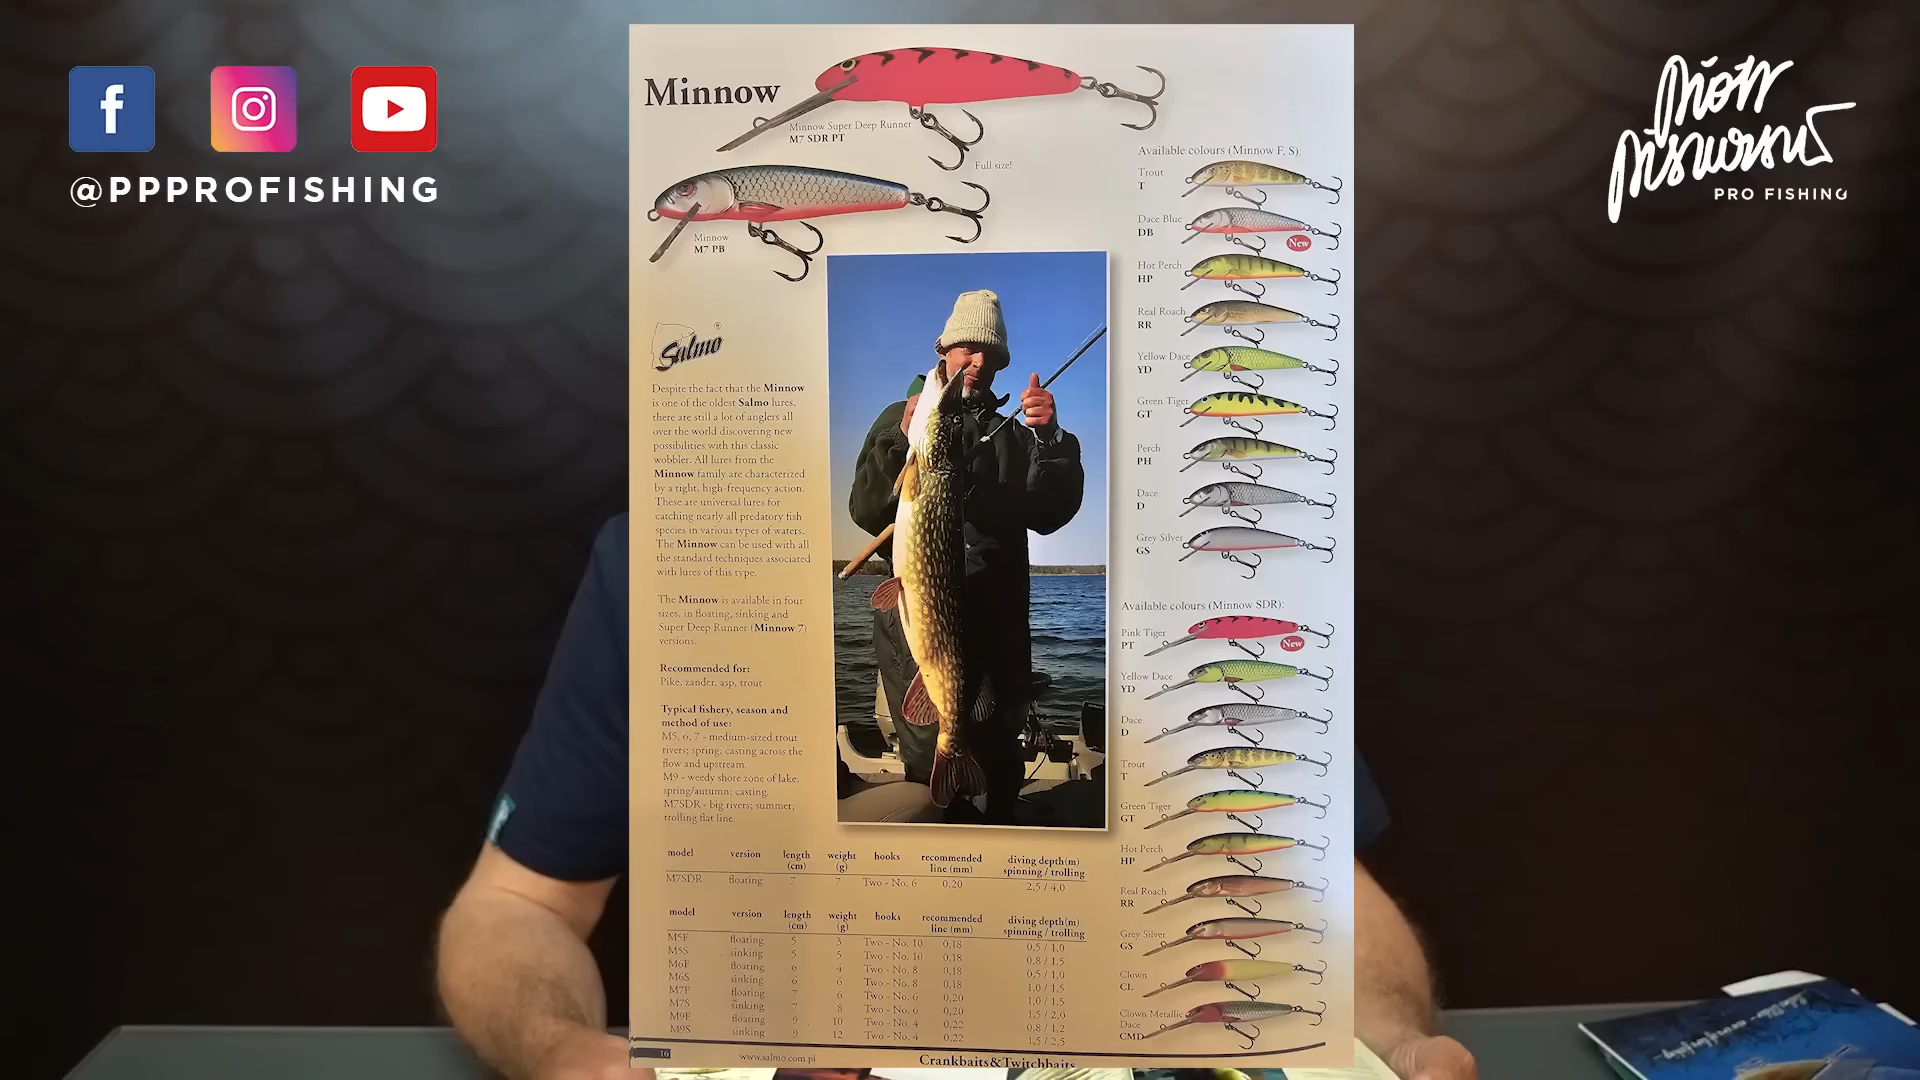 @PPPROFISHING
Piotr
Piskorski
PRO FISHING
Minnow
Minnow Super Deep Runner
M7 SDR PT
Full size!
Minnow
M7 PB
Salmo ®
Despite the fact that the Minnow
is one of the oldest Salmo lures,
there are still a lot of anglers all
over the world discovering new
possibilities with this classic
wobbler. All lures from the
Minnow family are characterized
by a tight, high-frequency action.
These are universal lures for
catching nearly all predatory fish
species in various types of waters.
The Minnow can be used with all
the standard techniques associated
with lures of this type.
The Minnow is available in four
sizes, in floating, sinking and
Super Deep Runner (Minnow 7)
versions.
Recommended for:
Pike, zander, asp, trout
Typical fishery, season and
method of use:
M5, 6, 7 - medium-sized trout
rivers; spring; casting across the
flow and upstream.
M9 - weedy shore zone of lake;
spring/autumn; casting.
M7SDR - big rivers; summer;
trolling flat line.
Available colours (Minnow F, S):
Trout
T
Dace Blue
DB
New
Hot Perch
HP
Real Roach
RR
Yellow Dace
YD
Green Tiger
GT
Perch
PH
Dace
D
Grey Silver
GS
Available colours (Minnow SDR):
Pink Tiger
PT
New
Yellow Dace
YD
Dace
D
Trout
T
Green Tiger
GT
Hot Perch
HP
Real Roach
RR
Grey Silver
GS
Clown
CL
Clown Metallic
Dace
CMD
model version length (cm) weight (g) hooks recommended line (mm) diving depth(m) spinning / trolling
M7SDR floating 7 7 Two - No. 6 0,20 2,5 / 4,0
model version length (cm) weight (g) hooks recommended line (mm) diving depth(m) spinning / trolling
M5F floating 5 3 Two - No. 10 0,18 0,5 / 1,0
M5S sinking 5 5 Two - No. 10 0,18 0,8 / 1,5
M6F floating 6 4 Two - No. 8 0,18 0,5 / 1,0
M6S sinking 6 6 Two - No. 8 0,18 1,0 / 1,5
M7F floating 7 6 Two - No. 6 0,20 1,0 / 1,5
M7S sinking 7 8 Two - No. 6 0,20 1,5 / 2,0
M9F floating 9 10 Two - No. 4 0,22 0,8 / 1,2
M9S sinking 9 12 Two - No. 4 0,22 1,5 / 2,5
16
www.salmo.com.pl
Crankbaits&Twitchbaits